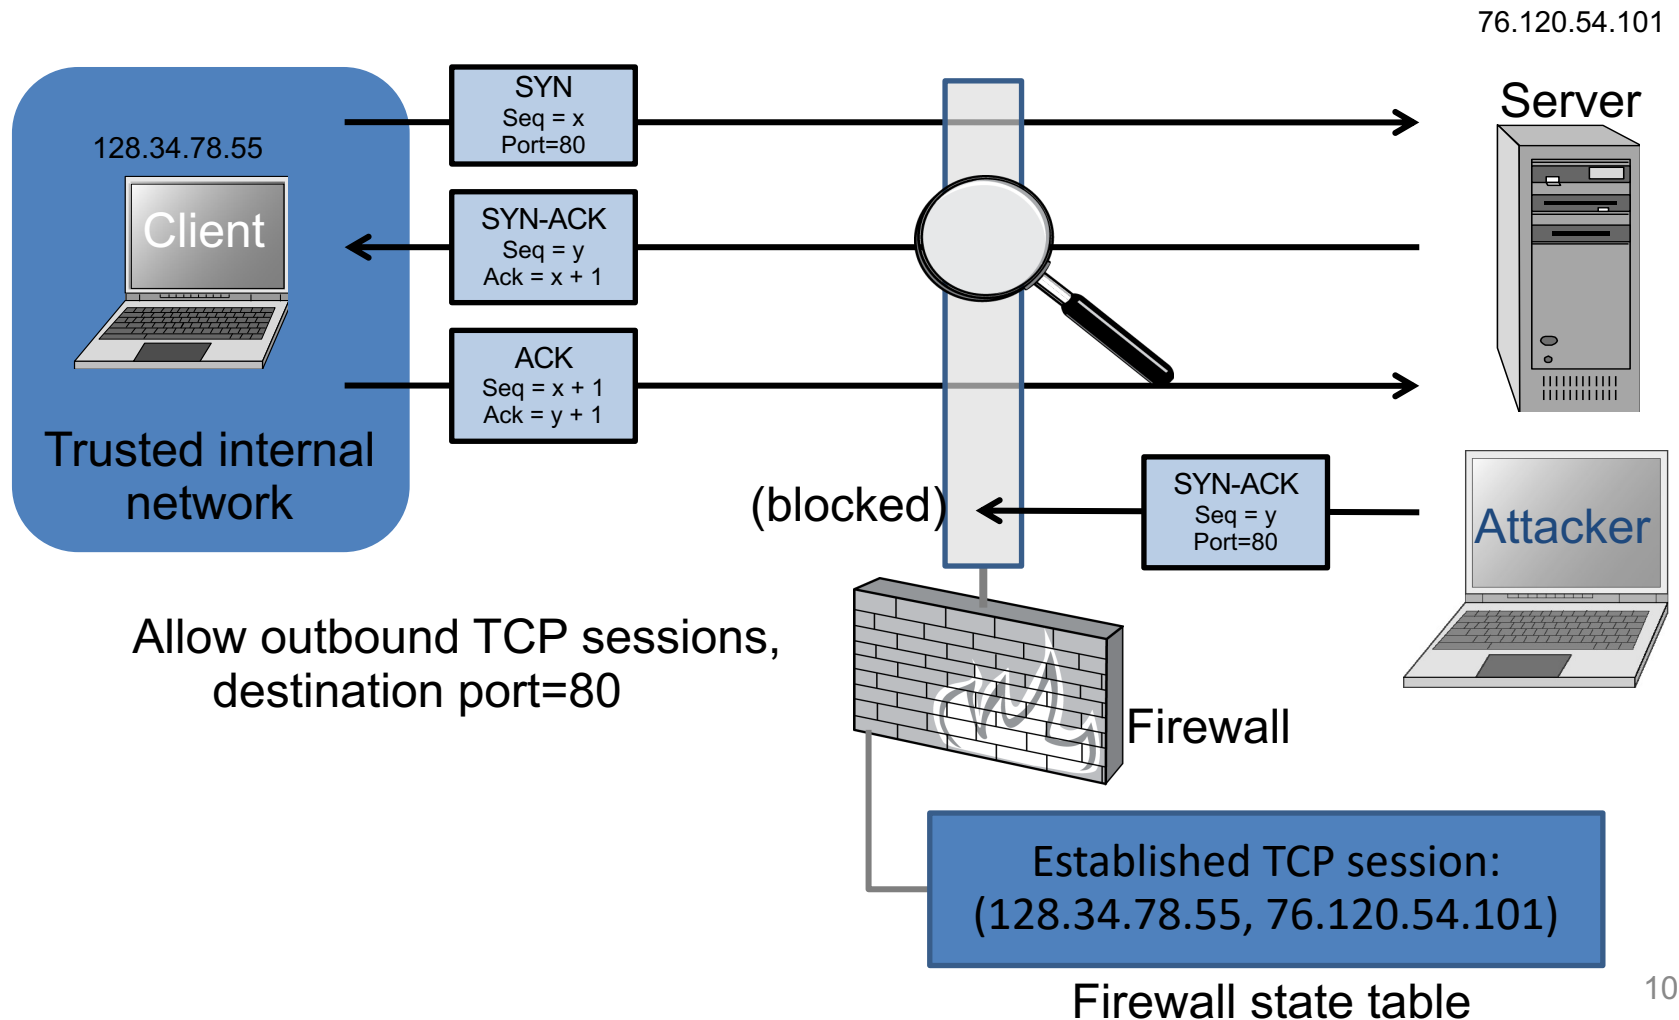 76.120.54.101
Server
SYN
Seq = x
Port=80
128.34.78.55
Client
SYN-ACK
Seq = y
Ack = x + 1
ACK
Seq = x + 1
Ack = y + 1
Trusted internal
network
(blocked)
SYN-ACK
Seq = y
Port=80
Attacker
Allow outbound TCP sessions,
destination port=80
Firewall
Established TCP session:
(128.34.78.55, 76.120.54.101)
Firewall state table
10